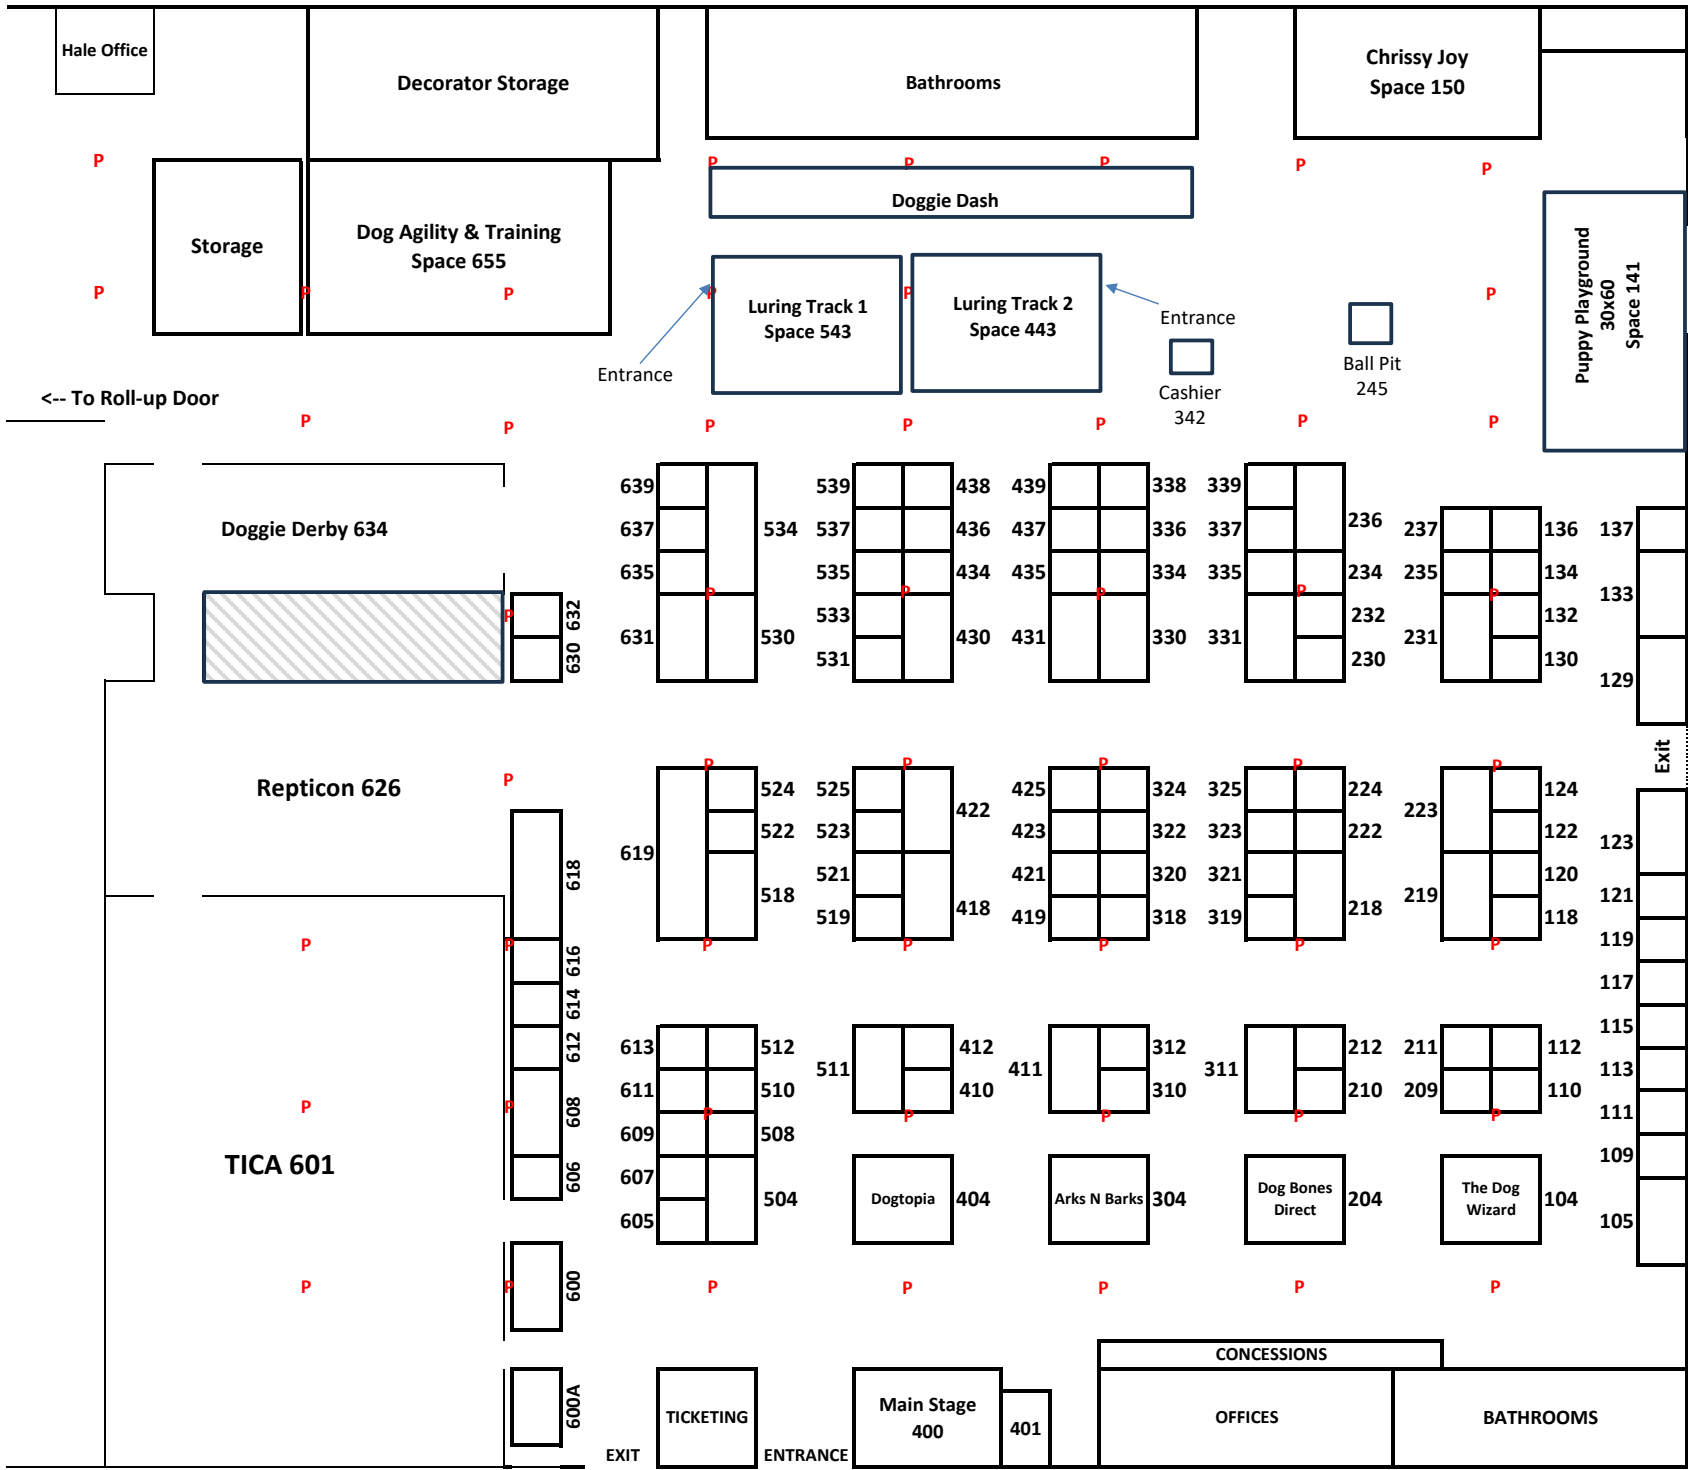 Hale Office
Decorator Storage
Bathrooms
Chrissy Joy
Space 150
P
P
P
P
P
P
Storage
Dog Agility & Training
Space 655
Doggie Dash
Puppy Playground
30x60
Space 141
P
P
P
P
P
P
Luring Track 1
Space 543
Luring Track 2
Space 443
Entrance
Entrance
Cashier
342
Ball Pit
245
<-- To Roll-up Door
P
P
P
P
P
P
P
Doggie Derby 634
639
637
635
631
534
530
539
537
535
533
531
438
436
434
430
439
437
435
431
338
336
334
330
339
337
335
331
236
234
232
230
237
235
231
136
134
132
130
137
133
129
P
P
P
P
P
P
632
630
Exit
Repticon 626
P
P
P
P
P
P
618
619
524
522
518
525
523
521
519
422
418
425
423
421
419
324
322
320
318
325
323
321
319
224
222
218
223
219
124
122
120
118
123
121
119
117
115
113
111
109
105
P
P
P
P
P
P
P
616
614
612
608
606
613
611
609
607
605
512
510
508
504
511
412
410
411
312
310
311
212
210
211
209
112
110
P
P
P
P
P
P
P
TICA 601
Dogtopia
404
Arks N Barks
304
Dog Bones
Direct
204
The Dog
Wizard
104
P
P
P
P
P
P
P
600
600A
CONCESSIONS
EXIT
TICKETING
ENTRANCE
Main Stage
400
401
OFFICES
BATHROOMS